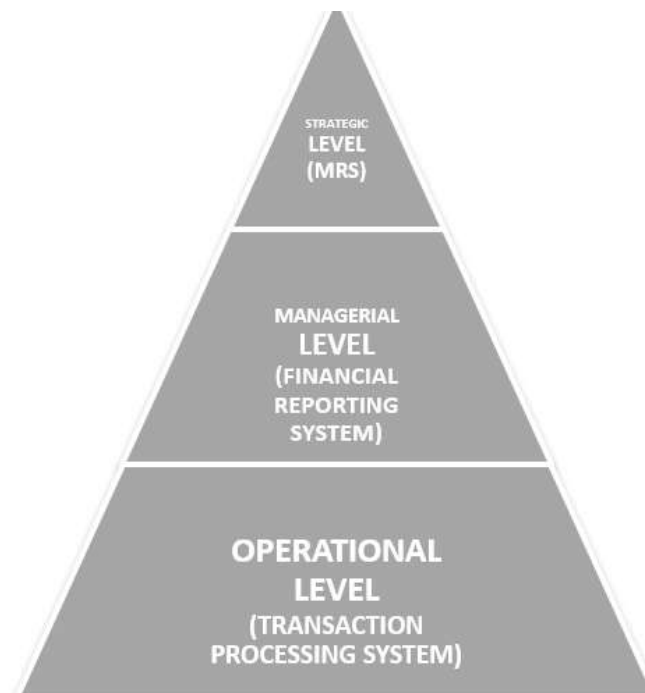 STRATEGIC
LEVEL
(MRS)
MANAGERIAL
LEVEL
(FINANCIAL
REPORTING
SYSTEM)
OPERATIONAL
LEVEL
(TRANSACTION
PROCESSING SYSTEM)